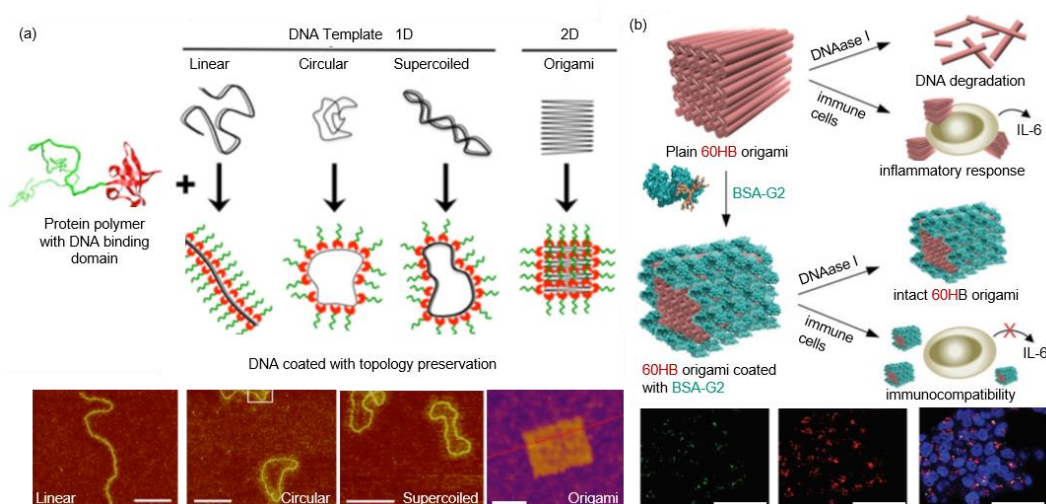 (a)
DNA Template 1D
2D
Linear
Circular
Supercoiled
Origami
+
Protein polymer
with DNA binding
domain
DNA coated with topology preservation
Linear
Circular
Supercoiled
Origami
(b)
DNAase I
DNA degradation
immune
cells
IL-6
inflammatory response
Plain 60HB origami
BSA-G2
DNAase I
intact 60HB origami
immune
cells
IL-6
immunocompatibility
60HB origami coated
with BSA-G2